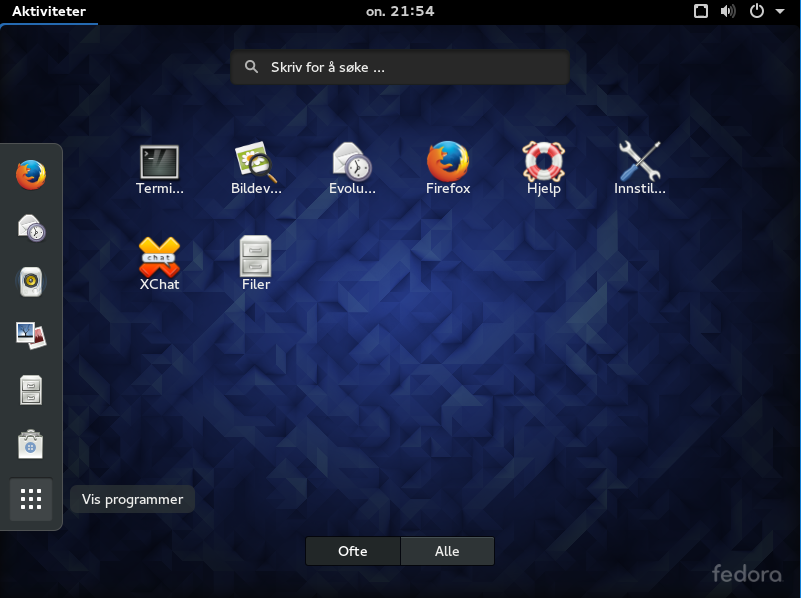 Aktiviteter
on. 21:54
Skriv for å søke ...
Termi...
Bildev...
Evolu...
Firefox
Hjelp
Innstil...
chat
XChat
Filer
Vis programmer
Ofte
Alle
fedora